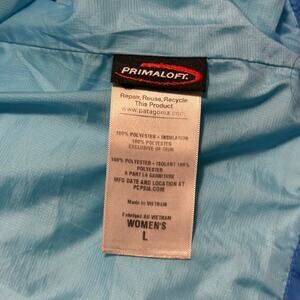 PRIMALOFT.
Repair, Reuse, Recycle
This Product
www.patagonia.com
100% POLYESTER • INSULATION
100% POLYESTER
EXCLUSIVE OF TRIM
100% POLYESTER • ISOLANT 100%
POLYESTER
A PART LA GARNITURE
MFG DATE AND LOCATION AT
PCPSIA.COM
Made in VIETNAM
Fabriqué AU VIETNAM
WOMEN'S
L